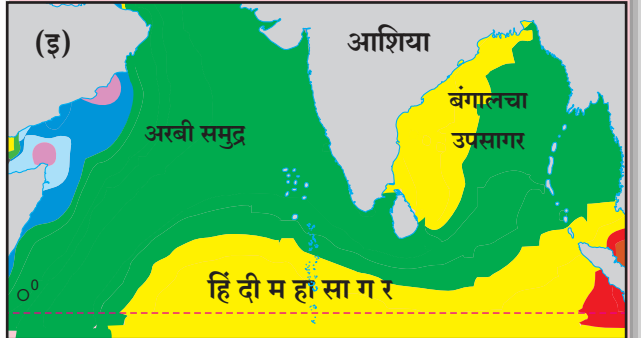 (इ)
आशिया
बंगालचा
उपसागर
अरबी समुद्र
हिं दी म हा सा ग र
0⁰